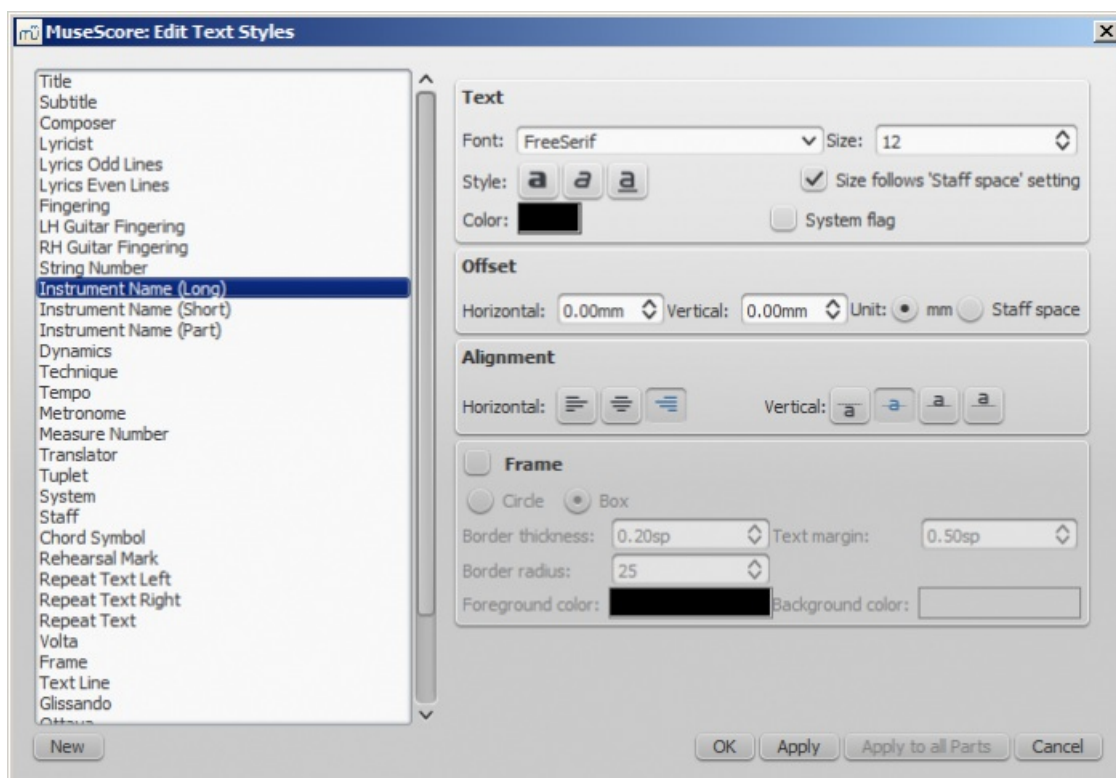 mü MuseScore: Edit Text Styles
Title
Subtitle
Composer
Lyricist
Lyrics Odd Lines
Lyrics Even Lines
Fingering
LH Guitar Fingering
RH Guitar Fingering
String Number
Instrument Name (Long)
Instrument Name (Short)
Instrument Name (Part)
Dynamics
Technique
Tempo
Metronome
Measure Number
Translator
Tuplet
System
Staff
Chord Symbol
Rehearsal Mark
Repeat Text Left
Repeat Text Right
Repeat Text
Volta
Frame
Text Line
Glissando
Ottava
New
Text
Font: FreeSerif Size: 12
Style: a a a Size follows 'Staff space' setting
Color: System flag
Offset
Horizontal: 0.00mm Vertical: 0.00mm Unit: mm Staff space
Alignment
Horizontal: Vertical: a a a a
Frame
Circle Box
Border thickness: 0.20sp Text margin: 0.50sp
Border radius: 25
Foreground color: Background color:
OK Apply Apply to all Parts Cancel